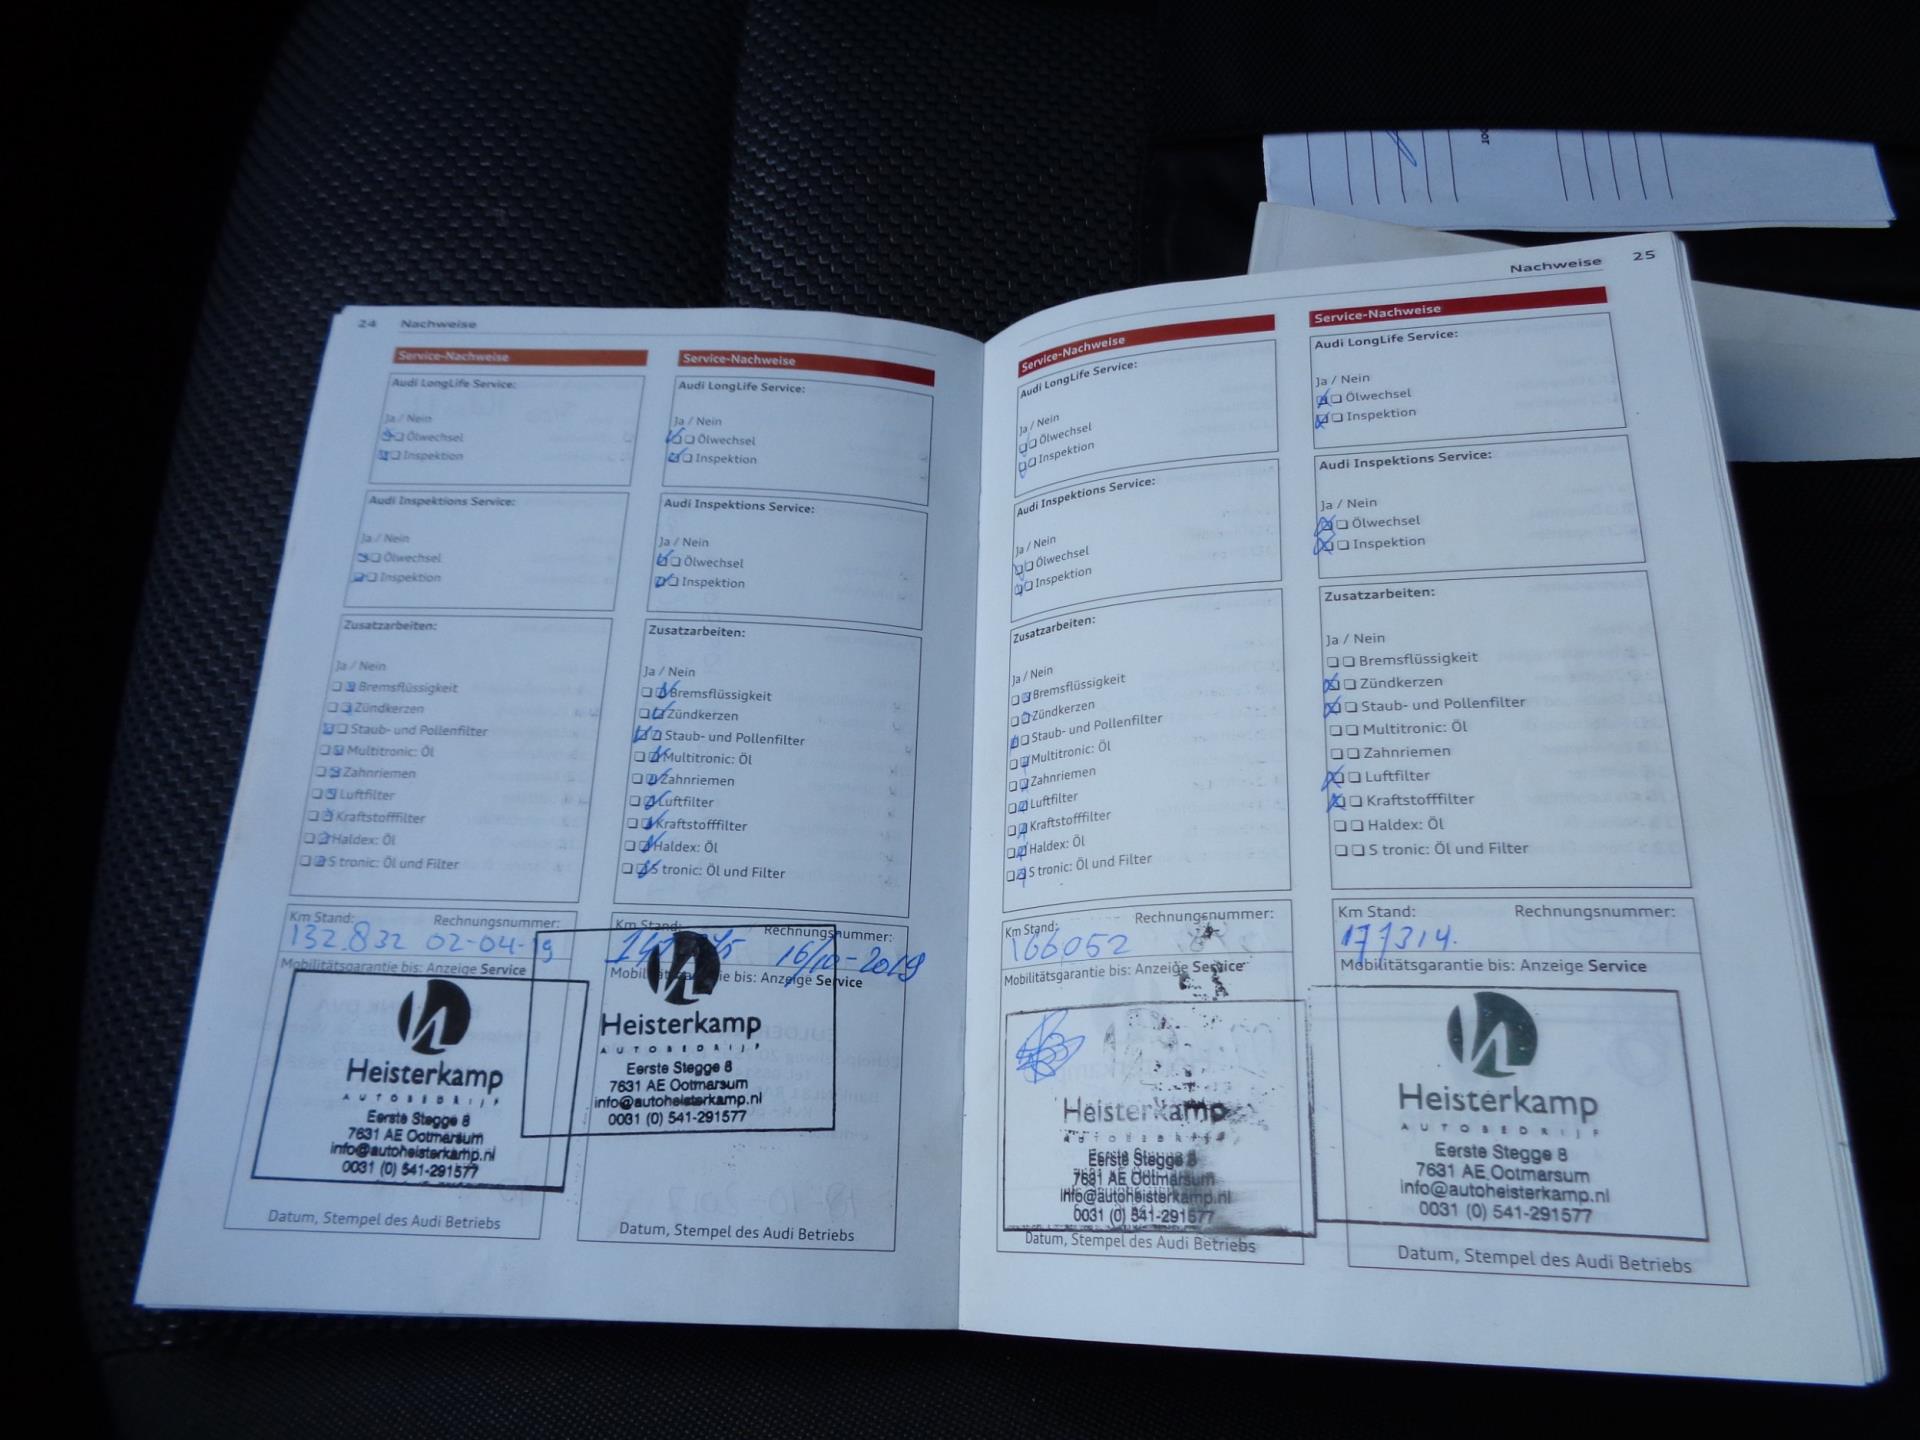 24 Nachweise
Service-Nachweise
Audi LongLife Service:
Ja / Nein
Ölwechsel
Inspektion
Audi Inspektions Service:
Ja / Nein
Ölwechsel
Inspektion
Zusatzarbeiten:
Ja / Nein
Bremsflüssigkeit
Zündkerzen
Staub- und Pollenfilter
Multitronic: Öl
Zahnriemen
Luftfilter
Kraftstofffilter
Haldex: Öl
S tronic: Öl und Filter
Km Stand: Rechnungsnummer:
132.832 02-04-19
Mobilitätsgarantie bis: Anzeige Service
Heisterkamp
AUTOBEDRIJF
Eerste Stegge 8
7631 AE Ootmarsum
info@autoheisterkamp.nl
0031 (0) 541-291577
Datum, Stempel des Audi Betriebs
Service-Nachweise
Audi LongLife Service:
Ja / Nein
Ölwechsel
Inspektion
Audi Inspektions Service:
Ja / Nein
Ölwechsel
Inspektion
Zusatzarbeiten:
Ja / Nein
Bremsflüssigkeit
Zündkerzen
Staub- und Pollenfilter
Multitronic: Öl
Zahnriemen
Luftfilter
Kraftstofffilter
Haldex: Öl
S tronic: Öl und Filter
Km Stand: Rechnungsnummer:
16/10-2019
Mobilitätsgarantie bis: Anzeige Service
Heisterkamp
AUTOBEDRIJF
Eerste Stegge 8
7631 AE Ootmarsum
info@autoheisterkamp.nl
0031 (0) 541-291577
Datum, Stempel des Audi Betriebs
Nachweise 25
Service-Nachweise
Audi LongLife Service:
Ja / Nein
Ölwechsel
Inspektion
Audi Inspektions Service:
Ja / Nein
Ölwechsel
Inspektion
Zusatzarbeiten:
Ja / Nein
Bremsflüssigkeit
Zündkerzen
Staub- und Pollenfilter
Multitronic: Öl
Zahnriemen
Luftfilter
Kraftstofffilter
Haldex: Öl
S tronic: Öl und Filter
Km Stand: Rechnungsnummer:
166052
Mobilitätsgarantie bis: Anzeige Service
Heisterkamp
AUTOBEDRIJF
Eerste Stegge 8
7631 AE Ootmarsum
info@autoheisterkamp.nl
0031 (0) 541-291577
Datum, Stempel des Audi Betriebs
Service-Nachweise
Audi LongLife Service:
Ja / Nein
Ölwechsel
Inspektion
Audi Inspektions Service:
Ja / Nein
Ölwechsel
Inspektion
Zusatzarbeiten:
Ja / Nein
Bremsflüssigkeit
Zündkerzen
Staub- und Pollenfilter
Multitronic: Öl
Zahnriemen
Luftfilter
Kraftstofffilter
Haldex: Öl
S tronic: Öl und Filter
Km Stand: Rechnungsnummer:
177314.
Mobilitätsgarantie bis: Anzeige Service
Heisterkamp
AUTOBEDRIJF
Eerste Stegge 8
7631 AE Ootmarsum
info@autoheisterkamp.nl
0031 (0) 541-291577
Datum, Stempel des Audi Betriebs